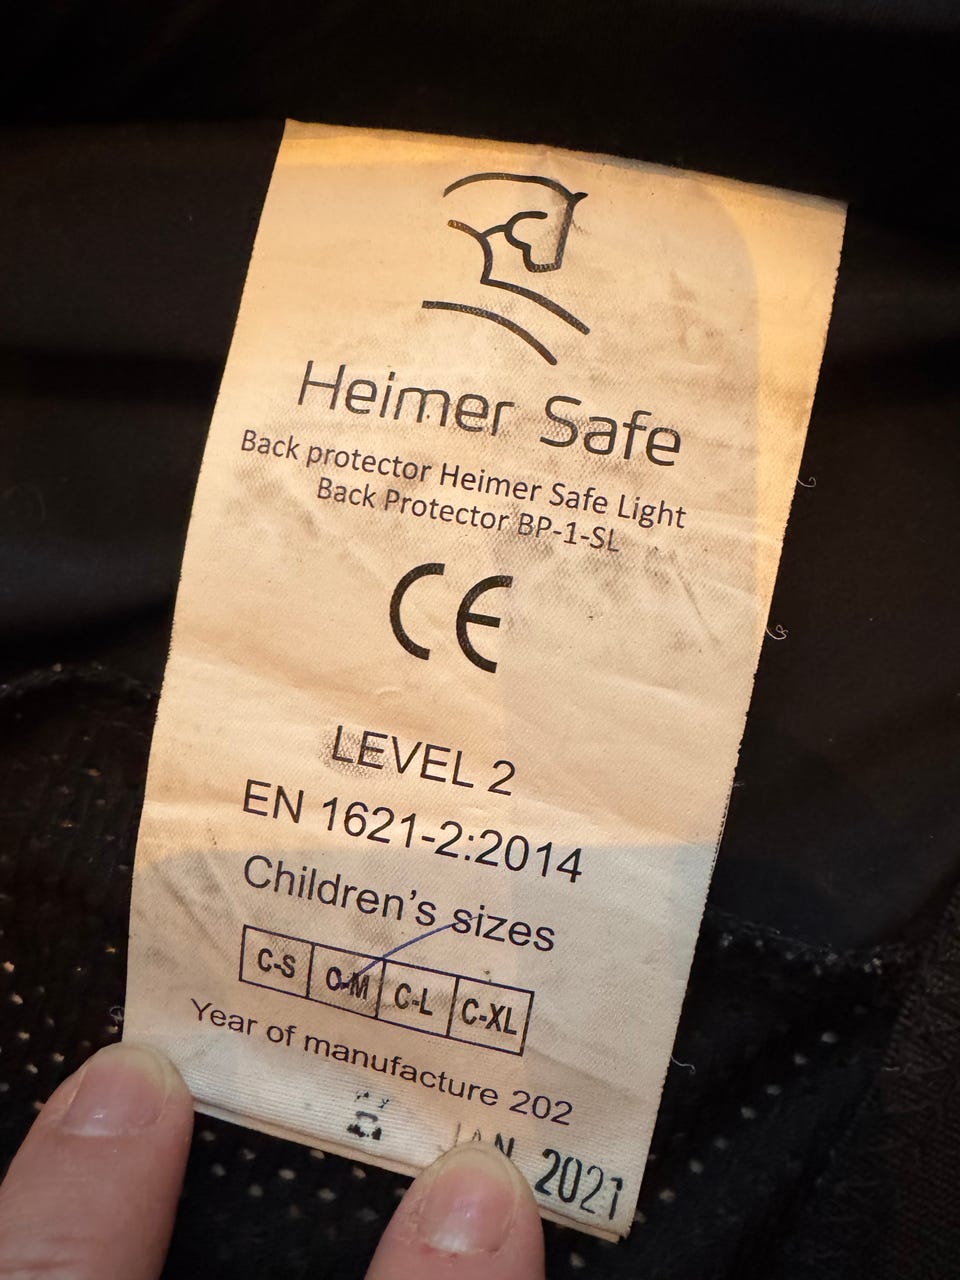 Heimer Safe
Back protector Heimer Safe Light
Back Protector BP-1-SL
CE
LEVEL 2
EN 1621-2:2014
Children's sizes
C-S C-M C-L C-XL
Year of manufacture 202
JAN 2021